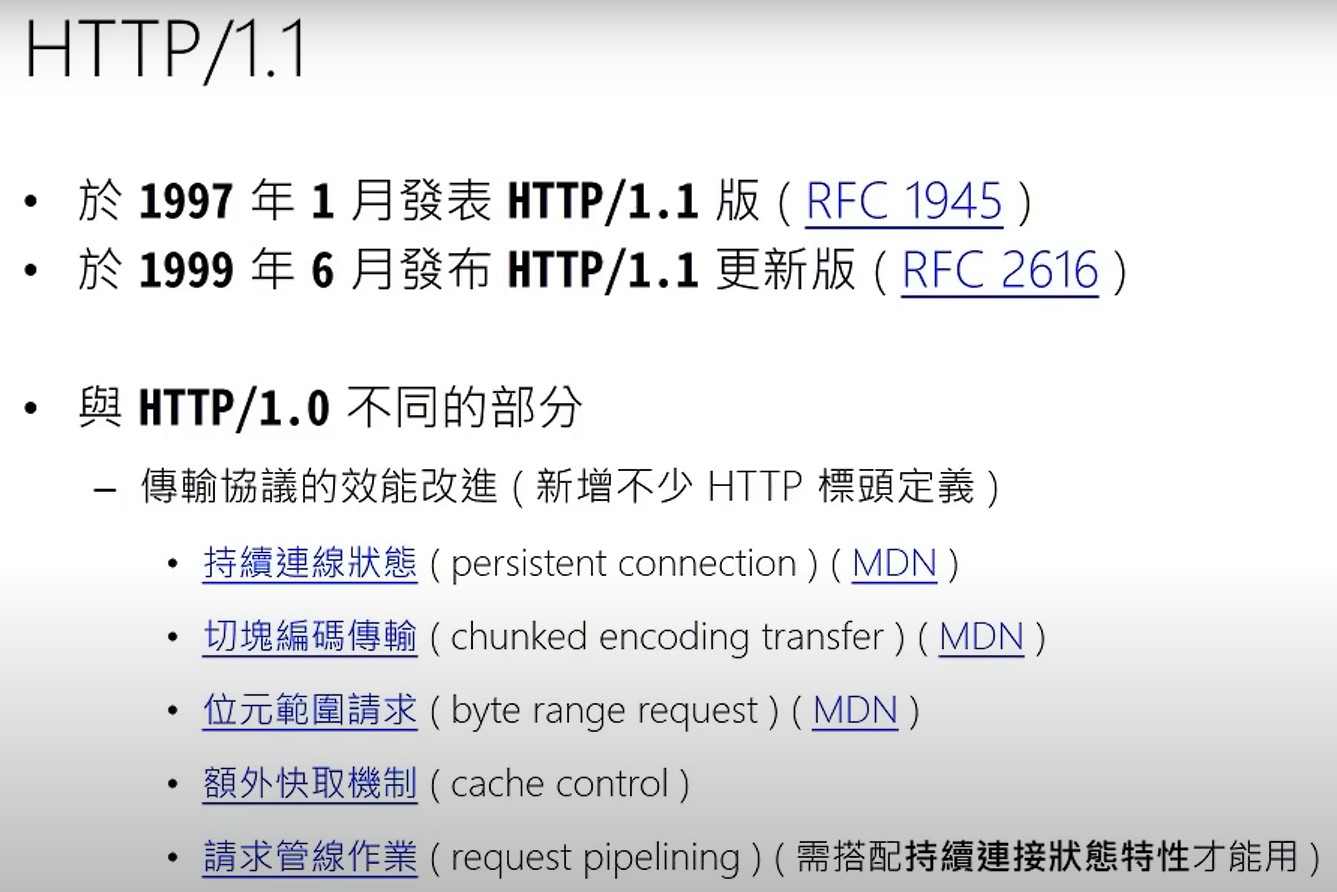 HTTP/1.1
• 於 1997 年 1 月發表 HTTP/1.1 版 ( RFC 1945 )
• 於 1999 年 6 月發布 HTTP/1.1 更新版 ( RFC 2616 )
• 與 HTTP/1.0 不同的部分
– 傳輸協議的效能改進 ( 新增不少 HTTP 標頭定義 )
• 持續連線狀態 ( persistent connection ) ( MDN )
• 切塊編碼傳輸 ( chunked encoding transfer ) ( MDN )
• 位元範圍請求 ( byte range request ) ( MDN )
• 額外快取機制 ( cache control )
• 請求管線作業 ( request pipelining ) ( 需搭配持續連接狀態特性才能用 )